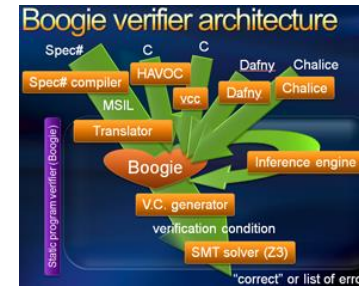 Boogie verifier architecture
Spec#
C
C
Dafny
Chalice
Spec# compiler
HAVOC
vcc
Dafny
Chalice
MSIL
Translator
Boogie
Inference engine
V.C. generator
verification condition
SMT solver (Z3)
"correct" or list of erro
Static program verifier (Boogie)